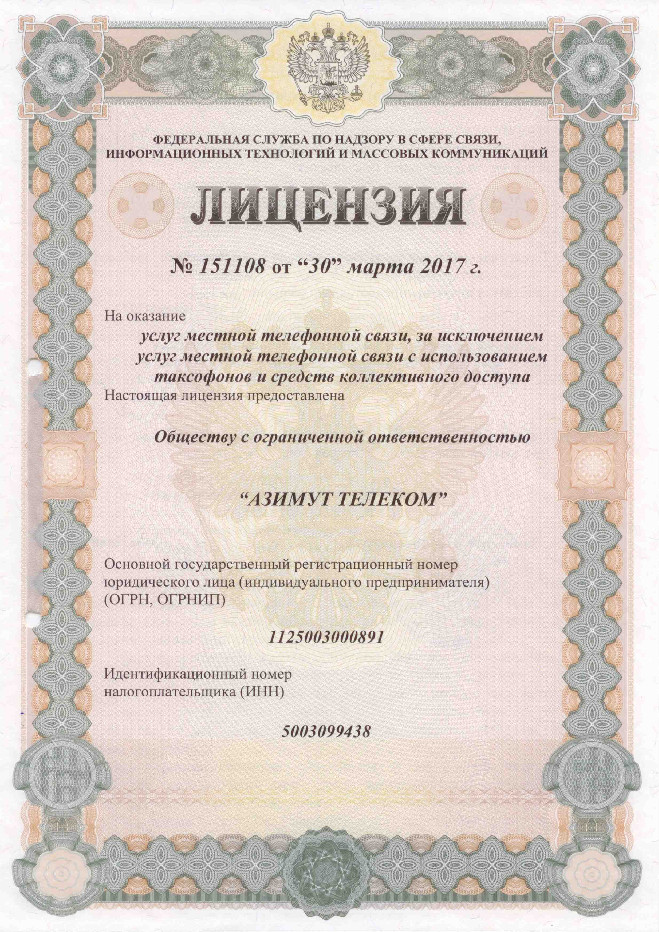 ФЕДЕРАЛЬНАЯ СЛУЖБА ПО НАДЗОРУ В СФЕРЕ СВЯЗИ,
ИНФОРМАЦИОННЫХ ТЕХНОЛОГИЙ И МАССОВЫХ КОММУНИКАЦИЙ
ЛИЦЕНЗИЯ
№ 151108 от “30” марта 2017 г.
На оказание
услуг местной телефонной связи, за исключением
услуг местной телефонной связи с использованием
таксофонов и средств коллективного доступа
Настоящая лицензия предоставлена
Обществу с ограниченной ответственностью
“АЗИМУТ ТЕЛЕКОМ”
Основной государственный регистрационный номер
юридического лица (индивидуального предпринимателя)
(ОГРН, ОГРНИП)
1125003000891
Идентификационный номер
налогоплательщика (ИНН)
5003099438